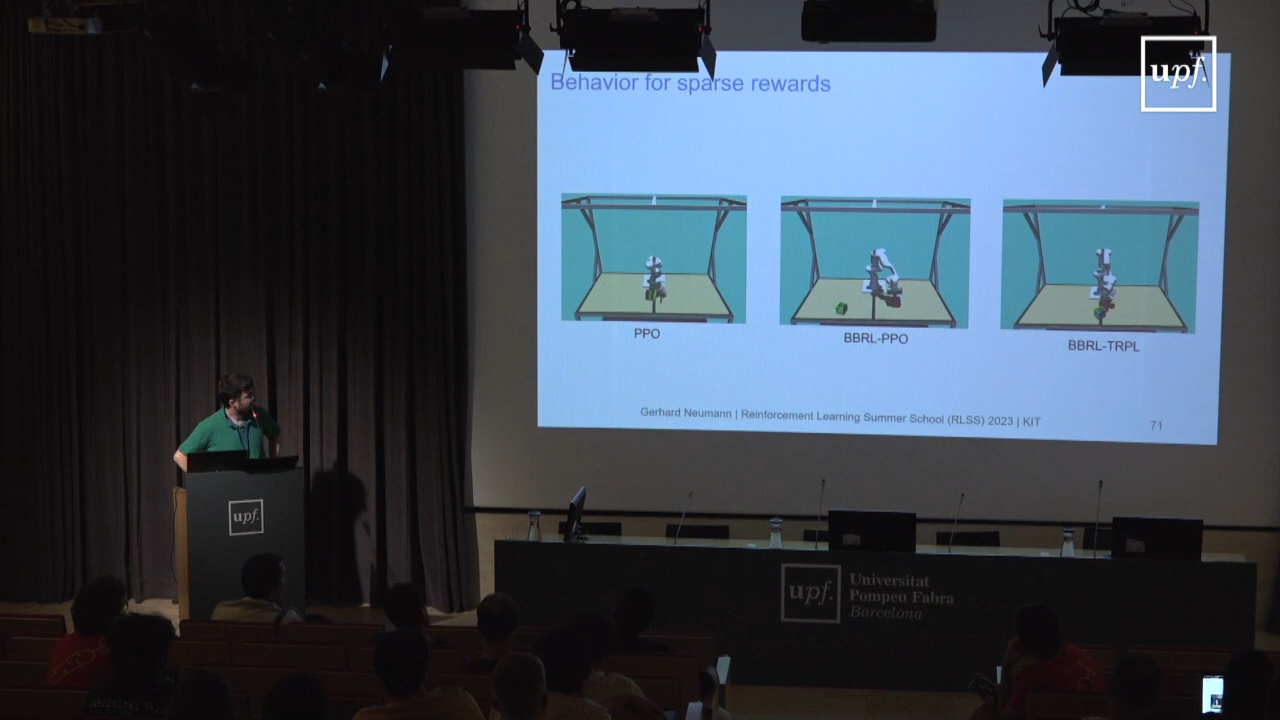 Behavior for sparse rewards
upf.
PPO
BBRL-PPO
BBRL-TRPL
Gerhard Neumann | Reinforcement Learning Summer School (RLSS) 2023 | KIT
71
upf.
upf.
Universitat
Pompeu Fabra
Barcelona